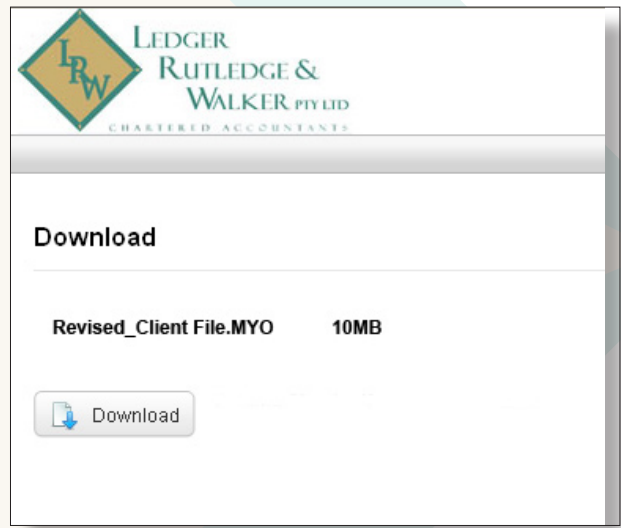 LRW
LEDGER
RUTLEDGE &
WALKER PTY LTD
CHARTERED ACCOUNTANTS
Download
Revised_Client File.MYO 10MB
Download